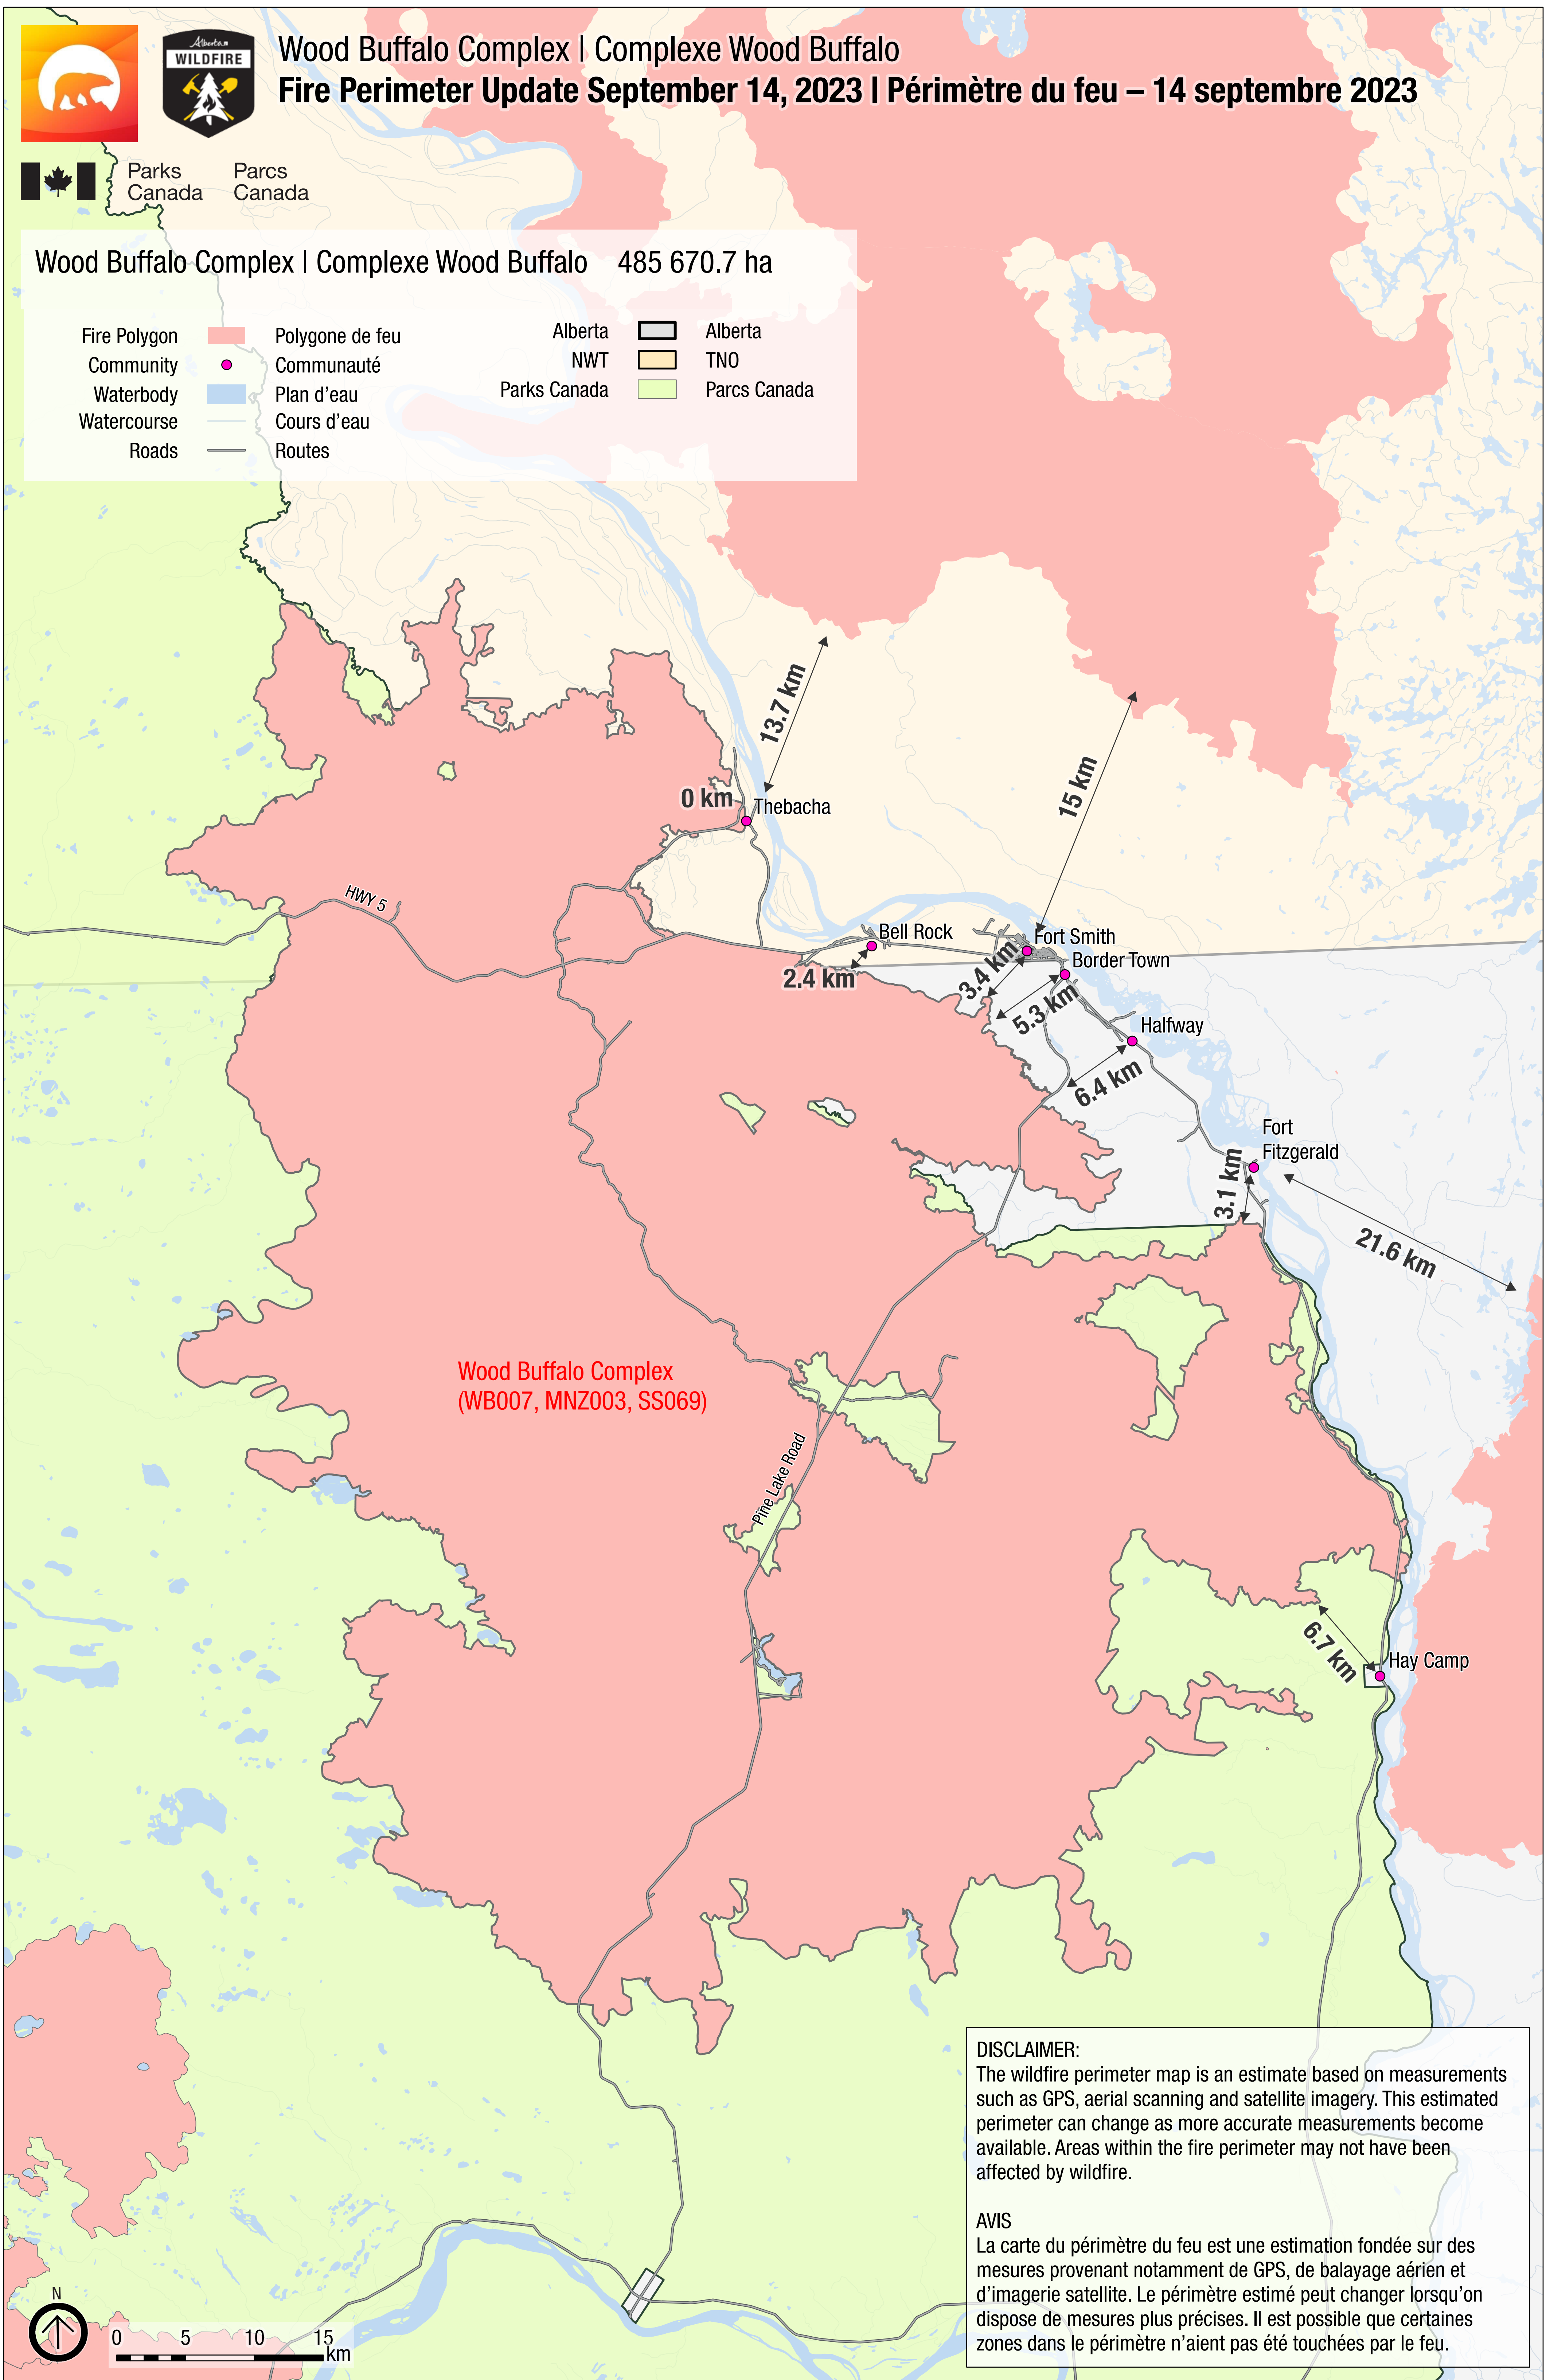 Alberta
WILDFIRE
Wood Buffalo Complex | Complexe Wood Buffalo
Fire Perimeter Update September 14, 2023 | Périmètre du feu – 14 septembre 2023
Parks Canada
Parcs Canada
Wood Buffalo Complex | Complexe Wood Buffalo 485 670.7 ha
Fire Polygon Polygone de feu
Community Communauté
Waterbody Plan d'eau
Watercourse Cours d'eau
Roads Routes
Alberta Alberta
NWT TNO
Parks Canada Parcs Canada
13.7 km
15 km
0 km
Thebacha
HWY 5
Bell Rock
2.4 km
Fort Smith
3.4 km
Border Town
5.3 km
Halfway
6.4 km
Fort
Fitzgerald
3.1 km
21.6 km
Wood Buffalo Complex
(WB007, MNZ003, SS069)
Pine Lake Road
6.7 km
Hay Camp
DISCLAIMER:
The wildfire perimeter map is an estimate based on measurements
such as GPS, aerial scanning and satellite imagery. This estimated
perimeter can change as more accurate measurements become
available. Areas within the fire perimeter may not have been
affected by wildfire.
AVIS
La carte du périmètre du feu est une estimation fondée sur des
mesures provenant notamment de GPS, de balayage aérien et
d'imagerie satellite. Le périmètre estimé peut changer lorsqu'on
dispose de mesures plus précises. Il est possible que certaines
zones dans le périmètre n'aient pas été touchées par le feu.
N
0 5 10 15
km